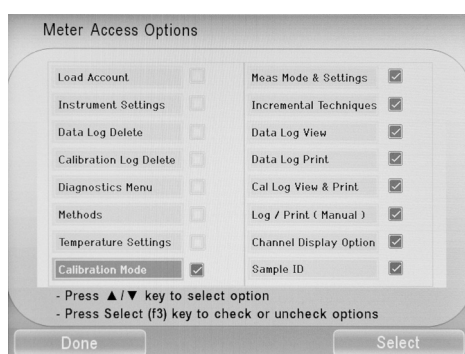 Meter Access Options
Load Account
Instrument Settings
Data Log Delete
Calibration Log Delete
Diagnostics Menu
Methods
Temperature Settings
Calibration Mode
Meas Mode & Settings
Incremental Techniques
Data Log View
Data Log Print
Cal Log View & Print
Log / Print ( Manual )
Channel Display Option
Sample ID
- Press ▲/▼ key to select option
- Press Select (f3) key to check or uncheck options
Done
Select